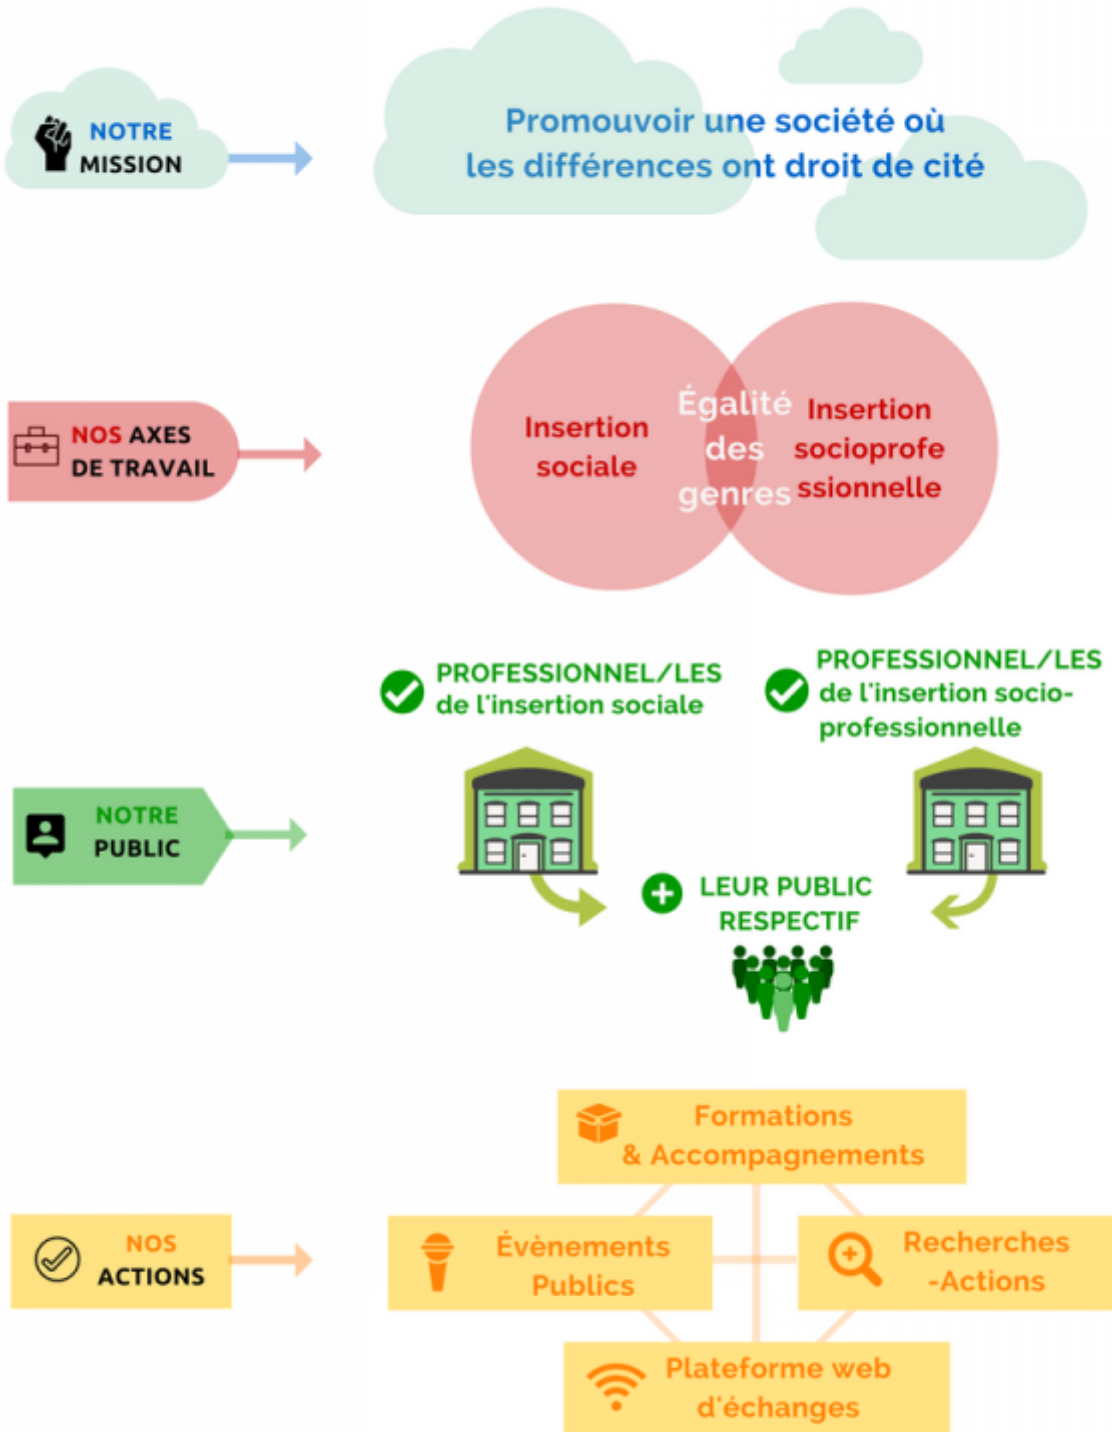 NOTRE
MISSION
Promouvoir une société où
les différences ont droit de cité
NOS AXES
DE TRAVAIL
Insertion
sociale
Égalité
des
genres
Insertion
socioprofe
ssionnelle
NOTRE
PUBLIC
PROFESSIONNEL/LES
de l'insertion sociale
PROFESSIONNEL/LES
de l'insertion socio-
professionnelle
LEUR PUBLIC
RESPECTIF
NOS
ACTIONS
Formations
& Accompagnements
Évènements
Publics
Recherches
-Actions
Plateforme web
d'échanges